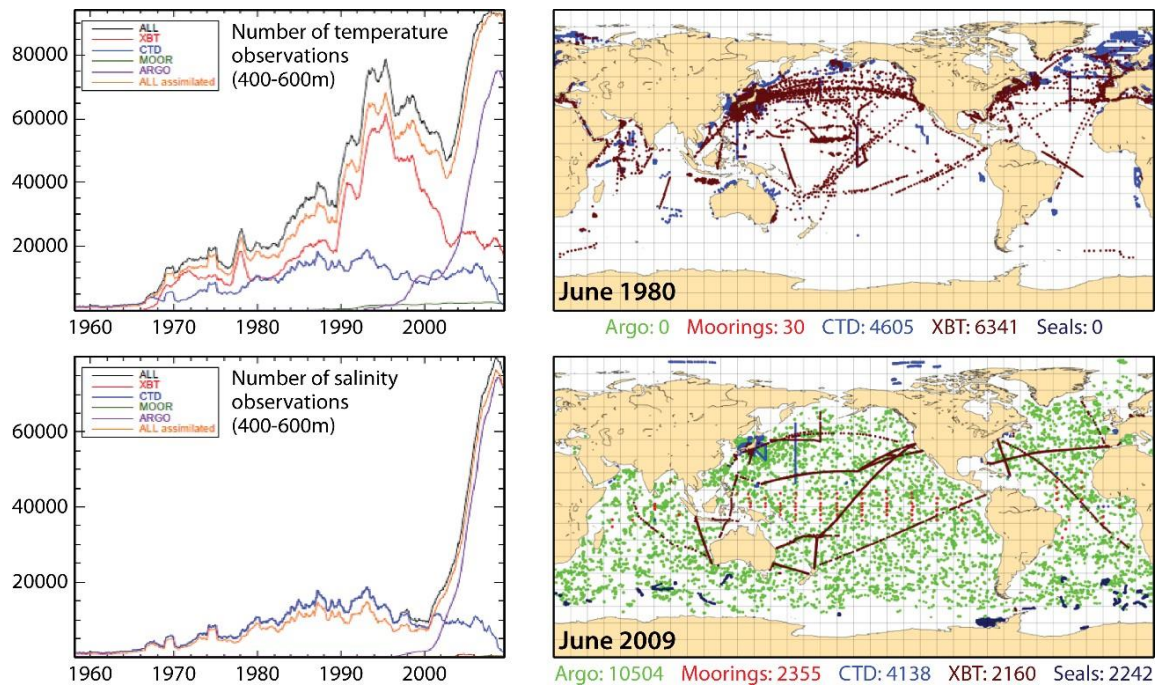 ALL
XBT
CTD
MOOR
ARGO
ALL assimilated
Number of temperature
observations
(400-600m)
80000
60000
40000
20000
1960 1970 1980 1990 2000
June 1980
Argo: 0 Moorings: 30 CTD: 4605 XBT: 6341 Seals: 0
ALL
XBT
CTD
MOOR
ARGO
ALL assimilated
Number of salinity
observations
(400-600m)
60000
40000
20000
1960 1970 1980 1990 2000
June 2009
Argo: 10504 Moorings: 2355 CTD: 4138 XBT: 2160 Seals: 2242